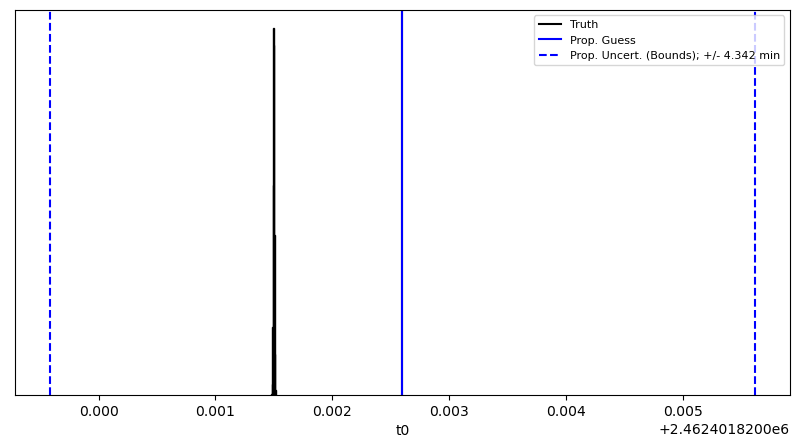 Truth
Prop. Guess
Prop. Uncert. (Bounds); +/- 4.342 min
0.000 0.001 0.002 0.003 0.004 0.005
t0
+2.4624018200e6